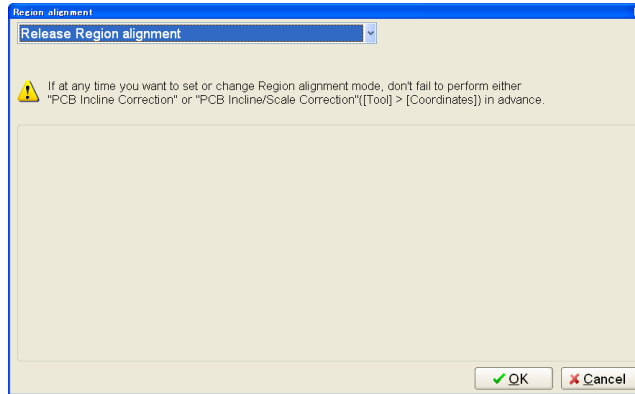 Region alignment
Release Region alignment
If at any time you want to set or change Region alignment mode, don't fail to perform either
"PCB Incline Correction" or "PCB Incline/Scale Correction"([Tool] > [Coordinates]) in advance.
OK
Cancel